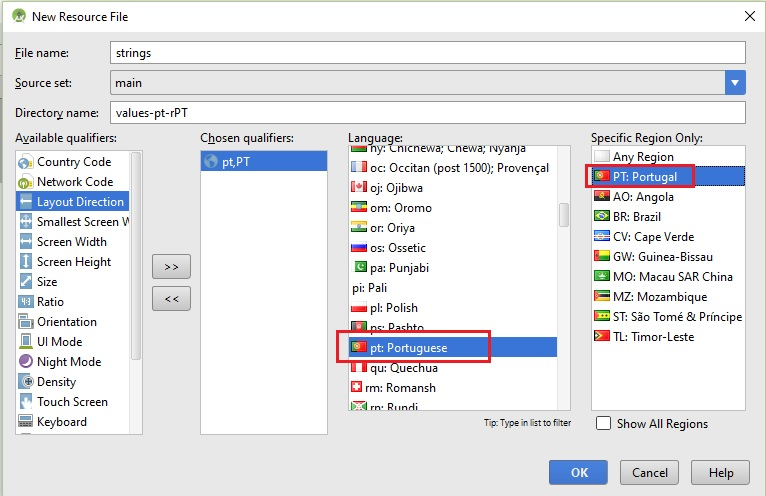 New Resource File
File name: strings
Source set: main
Directory name: values-pt-rPT
Available qualifiers:
Country Code
Network Code
Layout Direction
Smallest Screen W
Screen Width
Screen Height
Size
Ratio
Orientation
UI Mode
Night Mode
Density
Touch Screen
Keyboard
>>
<<
Chosen qualifiers:
pt,PT
Language:
ny: Chichewa; Chewa; Nyanja
oc: Occitan (post 1500); Provençal
oj: Ojibwa
om: Oromo
or: Oriya
os: Ossetic
pa: Punjabi
pi: Pali
pl: Polish
ps: Pashto
pt: Portuguese
qu: Quechua
rm: Romansh
rn: Rundi
Tip: Type in list to filter
Specific Region Only:
Any Region
PT: Portugal
AO: Angola
BR: Brazil
CV: Cape Verde
GW: Guinea-Bissau
MO: Macau SAR China
MZ: Mozambique
ST: São Tomé & Príncipe
TL: Timor-Leste
Show All Regions
OK
Cancel
Help